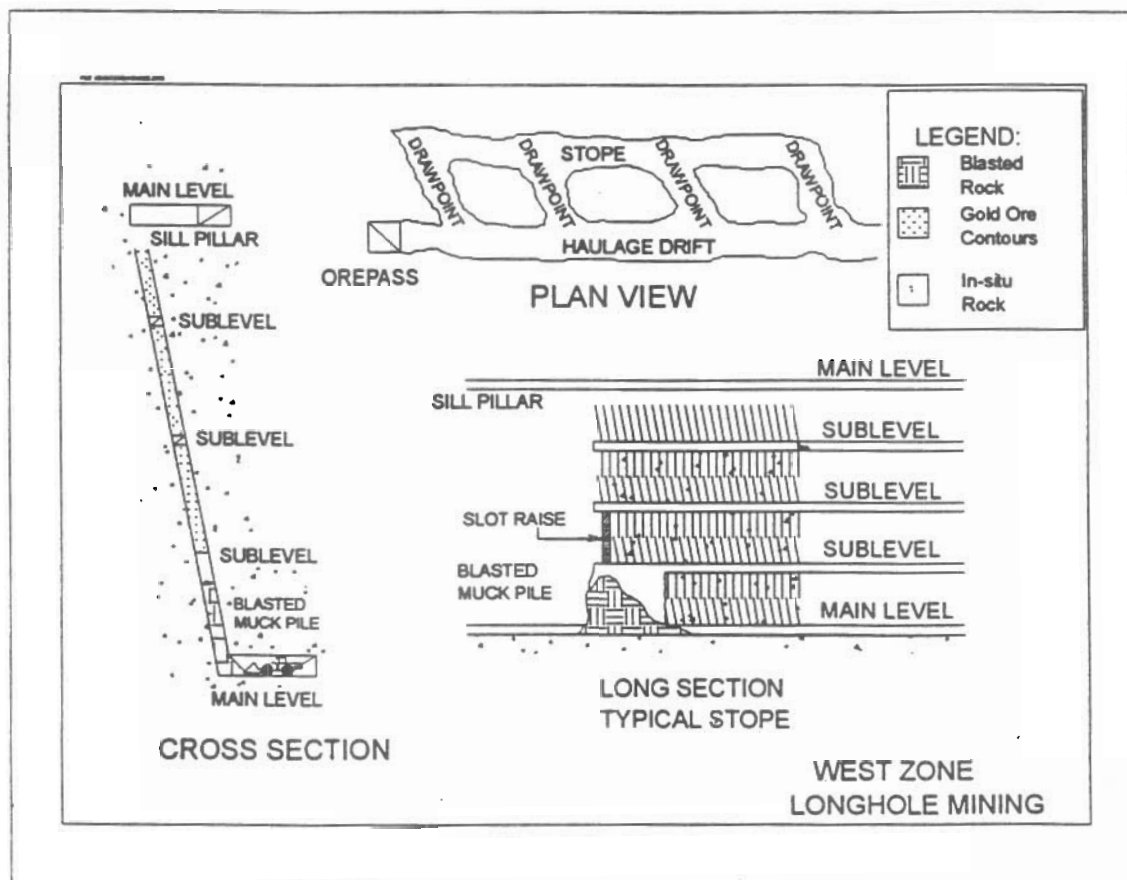 MAIN LEVEL
SILL PILLAR
SUBLEVEL
SUBLEVEL
SUBLEVEL
BLASTED
MUCK PILE
MAIN LEVEL
CROSS SECTION
DRAWPOINT
STOPE
DRAWPOINT
DRAWPOINT
DRAWPOINT
HAULAGE DRIFT
OREPASS
PLAN VIEW
LEGEND:
Blasted
Rock
Gold Ore
Contours
In-situ
Rock
MAIN LEVEL
SILL PILLAR
SUBLEVEL
SUBLEVEL
SLOT RAISE
SUBLEVEL
BLASTED
MUCK PILE
MAIN LEVEL
LONG SECTION
TYPICAL STOPE
WEST ZONE
LONGHOLE MINING